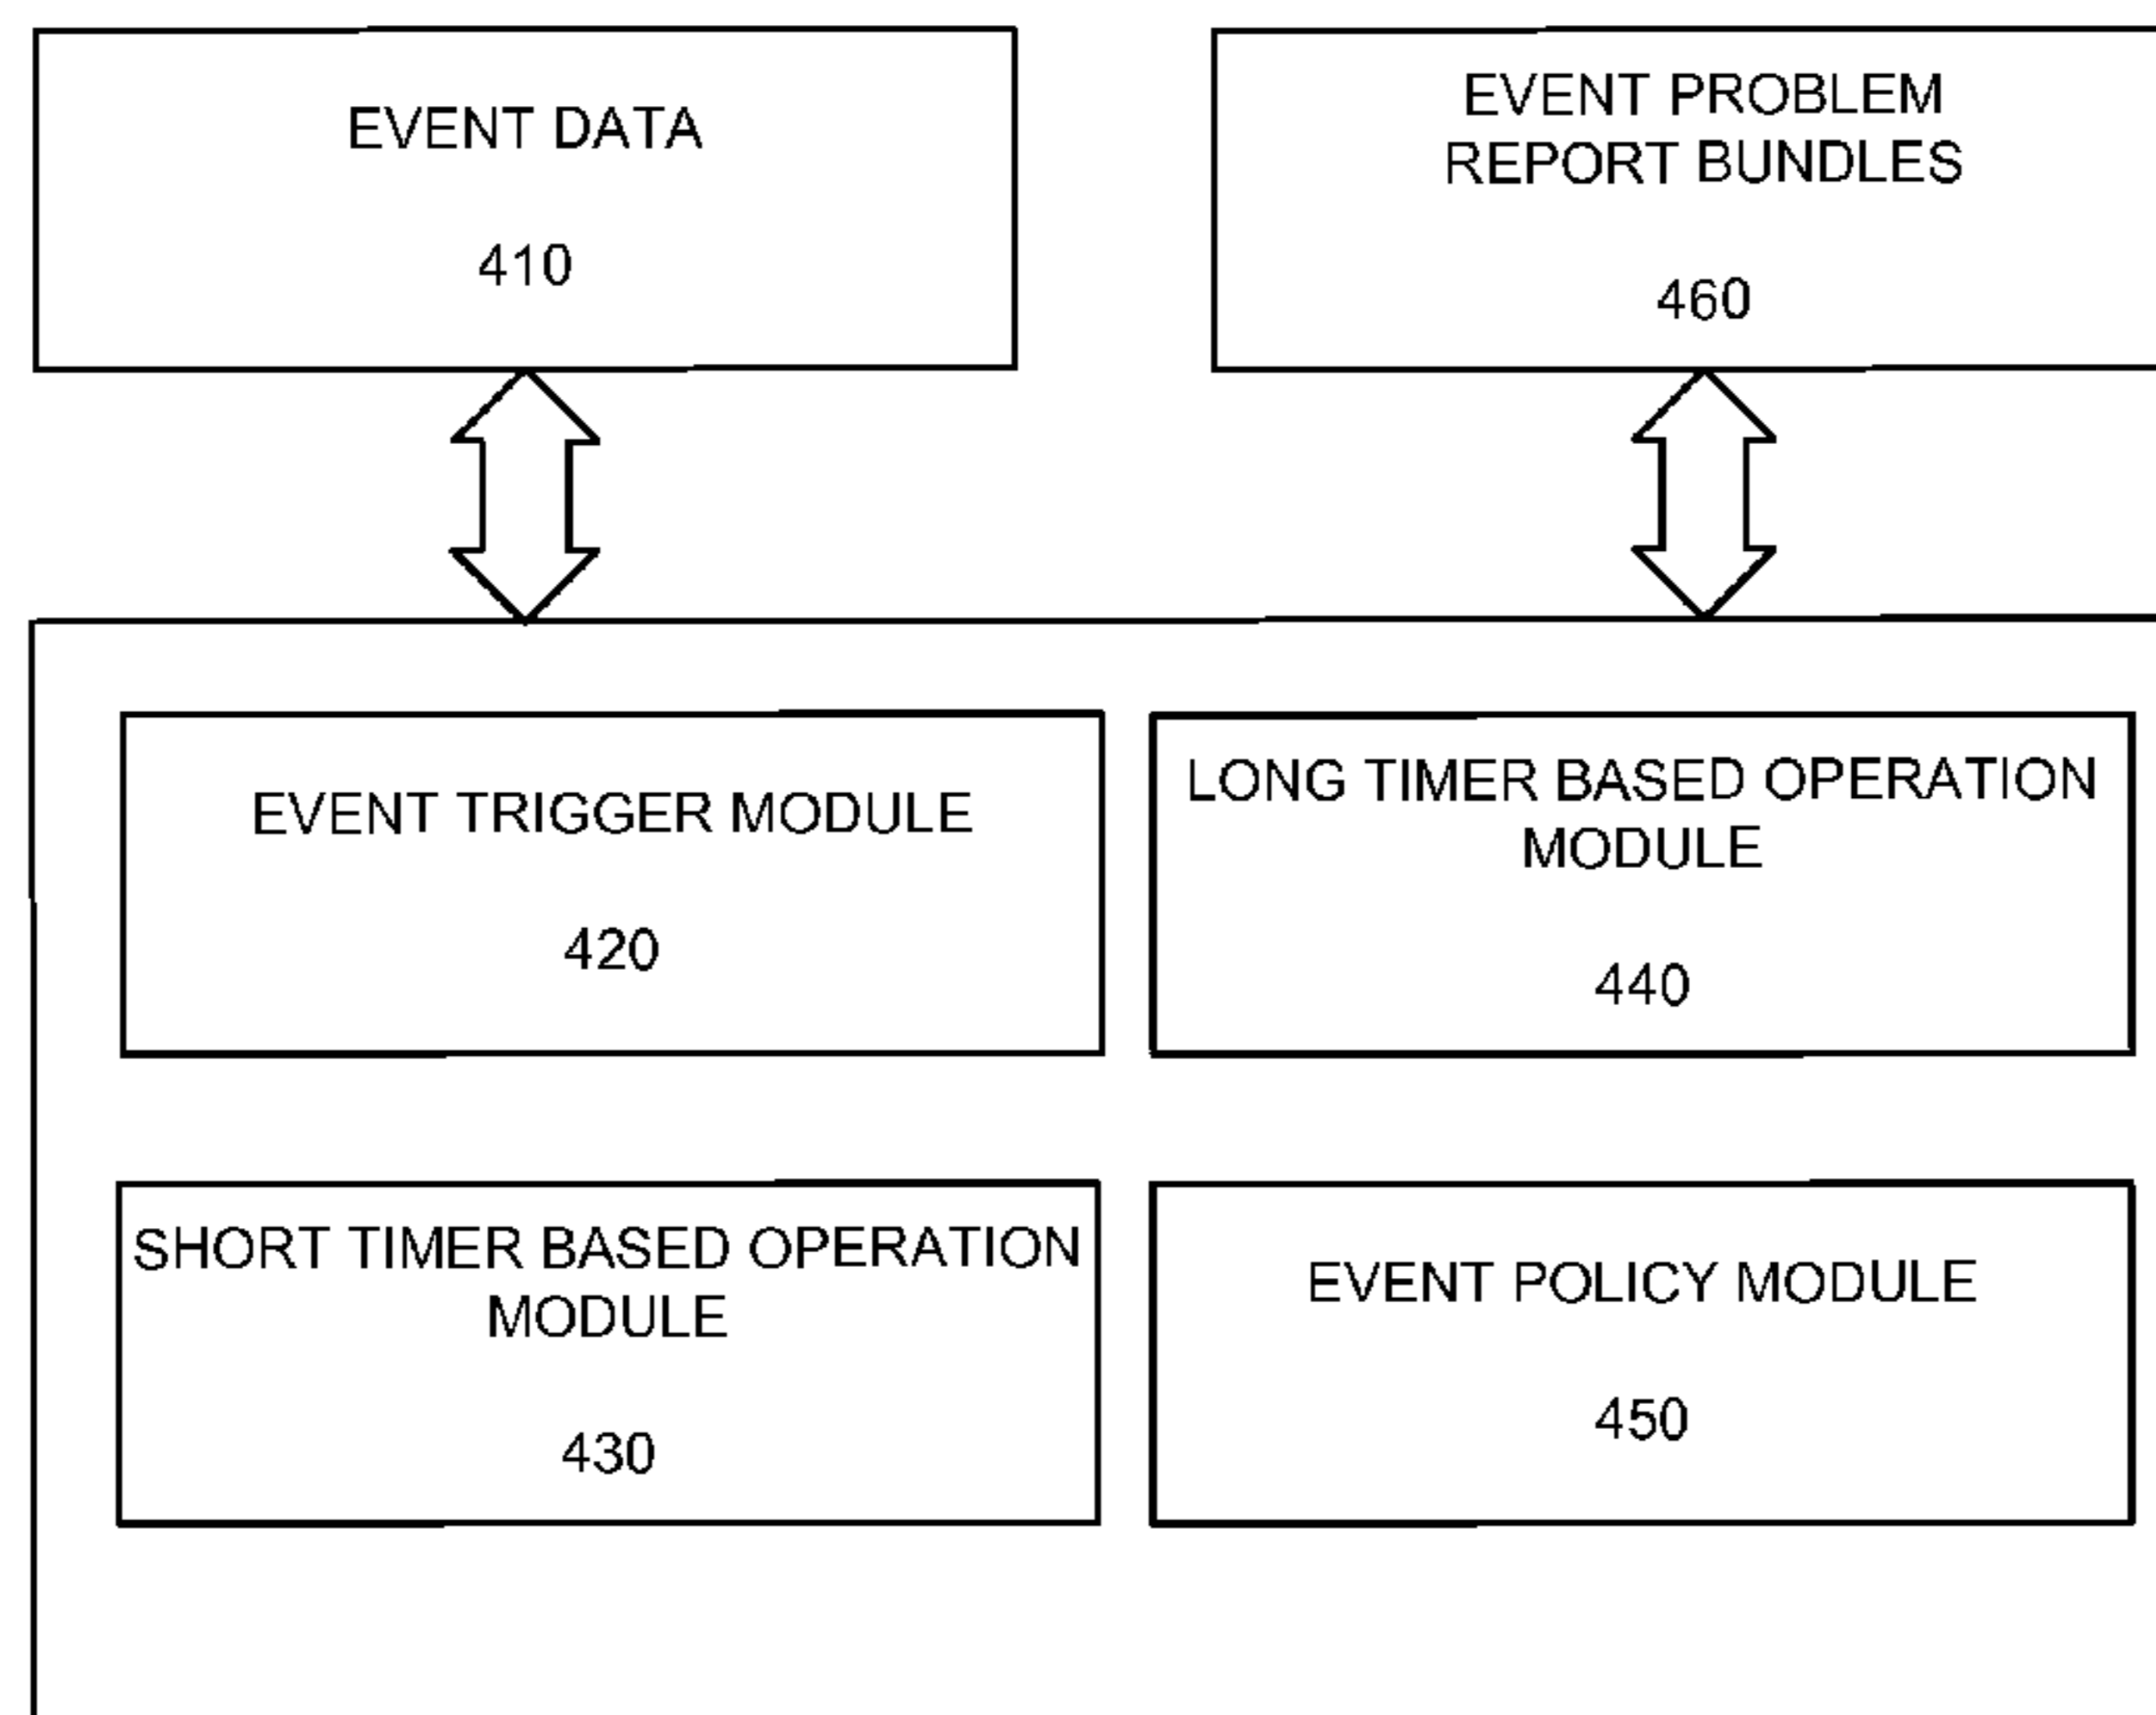 EVENT DATA
410
EVENT PROBLEM
REPORT BUNDLES
460
EVENT TRIGGER MODULE
420
LONG TIMER BASED OPERATION
MODULE
440
SHORT TIMER BASED OPERATION
MODULE
430
EVENT POLICY MODULE
450